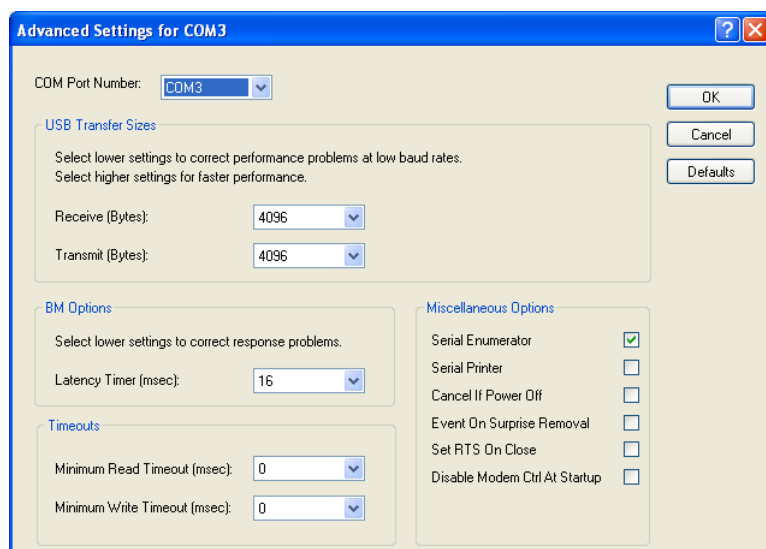 Advanced Settings for COM3
?
X
COM Port Number: COM3
OK
Cancel
Defaults
USB Transfer Sizes
Select lower settings to correct performance problems at low baud rates.
Select higher settings for faster performance.
Receive (Bytes): 4096
Transmit (Bytes): 4096
BM Options
Select lower settings to correct response problems.
Latency Timer (msec): 16
Timeouts
Minimum Read Timeout (msec): 0
Minimum Write Timeout (msec): 0
Miscellaneous Options
Serial Enumerator
Serial Printer
Cancel If Power Off
Event On Surprise Removal
Set RTS On Close
Disable Modem Ctrl At Startup